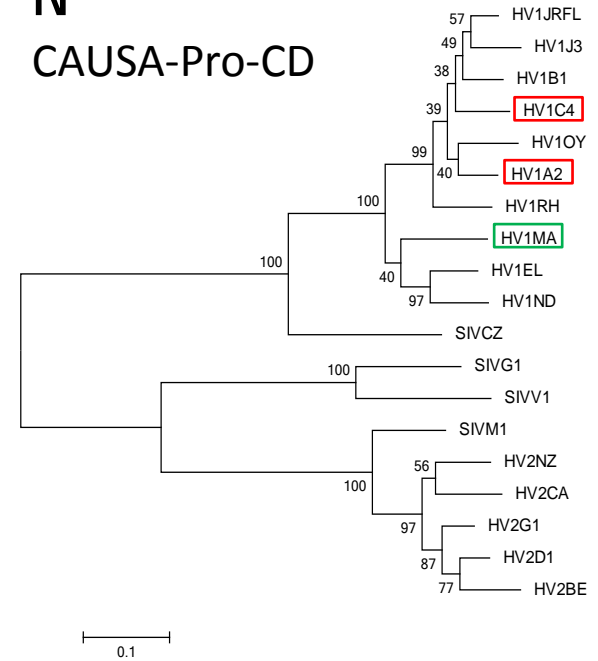 N
CAUSA-Pro-CD
57
HV1JRFL
49
HV1J3
38
HV1B1
39
HV1C4
HV1OY
99
40
HV1A2
100
HV1RH
HV1MA
100
40
HV1EL
97
HV1ND
SIVCZ
100
SIVG1
SIVV1
SIVM1
100
56
HV2NZ
HV2CA
97
HV2G1
87
HV2D1
77
HV2BE
0.1